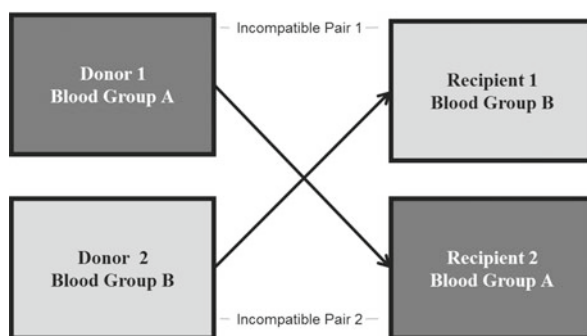 Incompatible Pair 1
Donor 1
Blood Group A
Recipient 1
Blood Group B
Donor 2
Blood Group B
Recipient 2
Blood Group A
Incompatible Pair 2